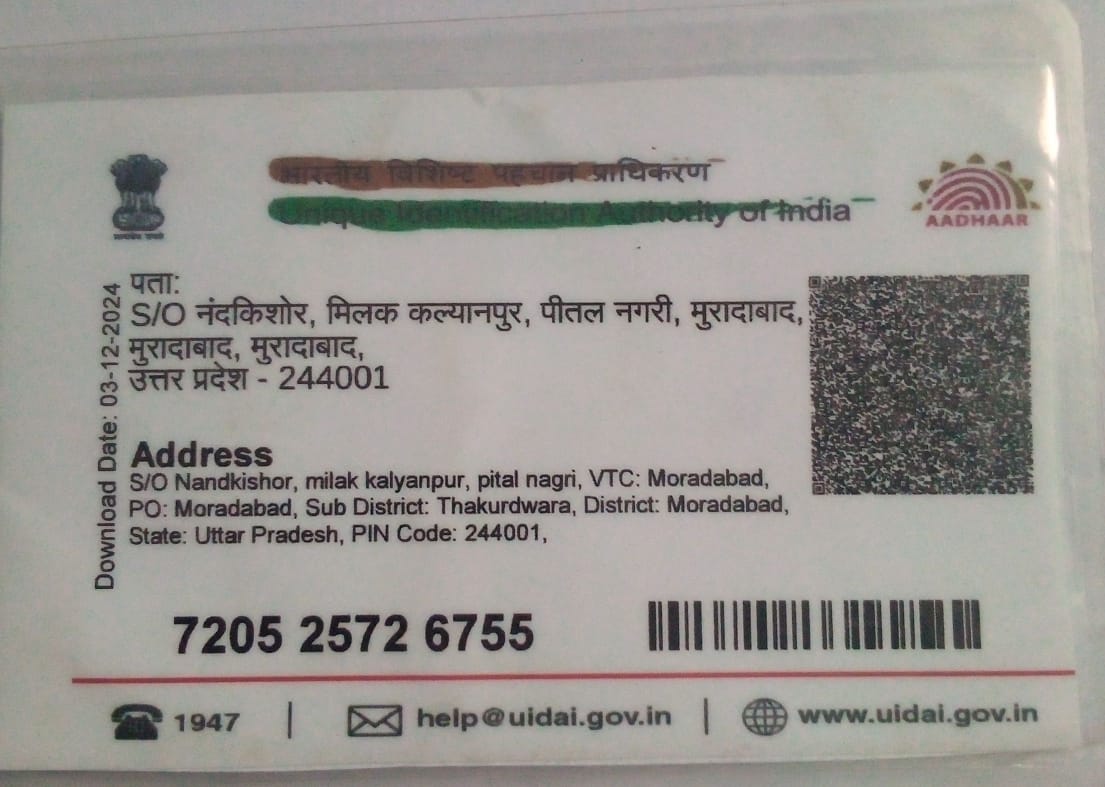 भारतीय विशिष्ट पहचान प्राधिकरण
Unique Identification Authority of India
AADHAAR
Download Date: 03-12-2024
पता:
S/O नंदकिशोर, मिलक कल्यानपुर, पीतल नगरी, मुरादाबाद,
मुरादाबाद, मुरादाबाद,
उत्तर प्रदेश - 244001
Address
S/O Nandkishor, milak kalyanpur, pital nagri, VTC: Moradabad,
PO: Moradabad, Sub District: Thakurdwara, District: Moradabad,
State: Uttar Pradesh, PIN Code: 244001,
7205 2572 6755
1947 | help@uidai.gov.in | www.uidai.gov.in